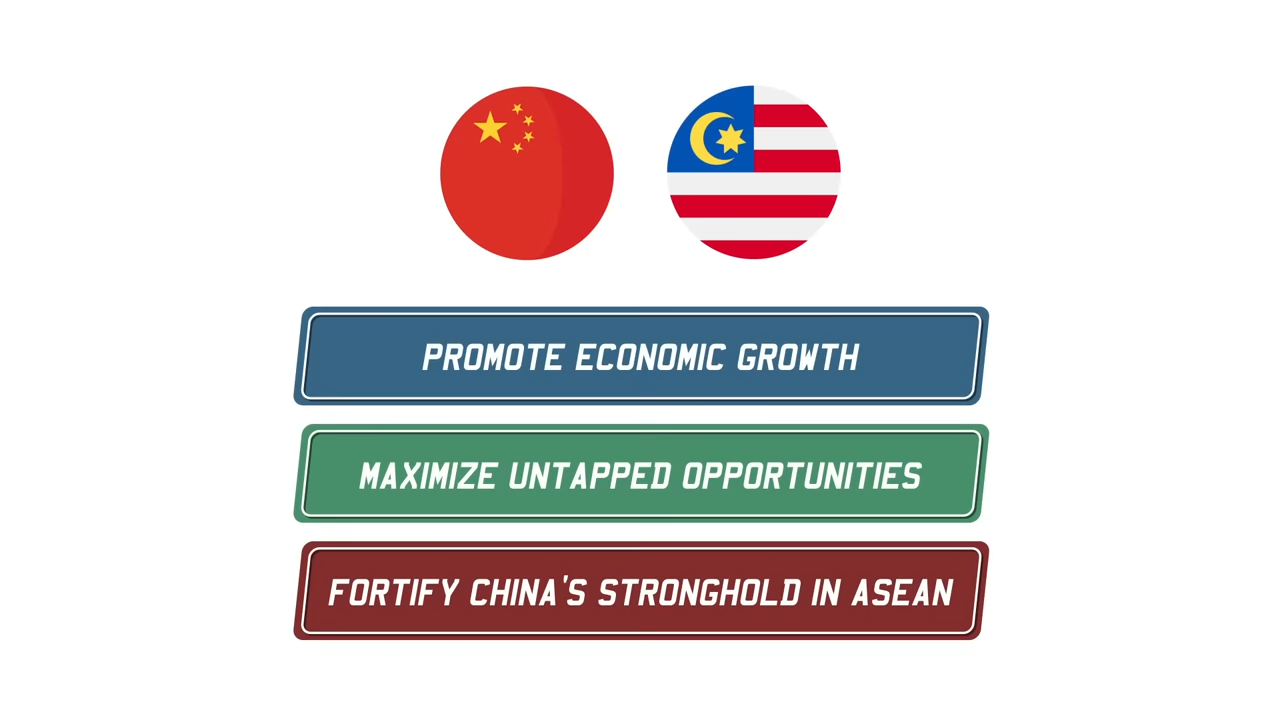 PROMOTE ECONOMIC GROWTH
MAXIMIZE UNTAPPED OPPORTUNITIES
FORTIFY CHINA'S STRONGHOLD IN ASEAN